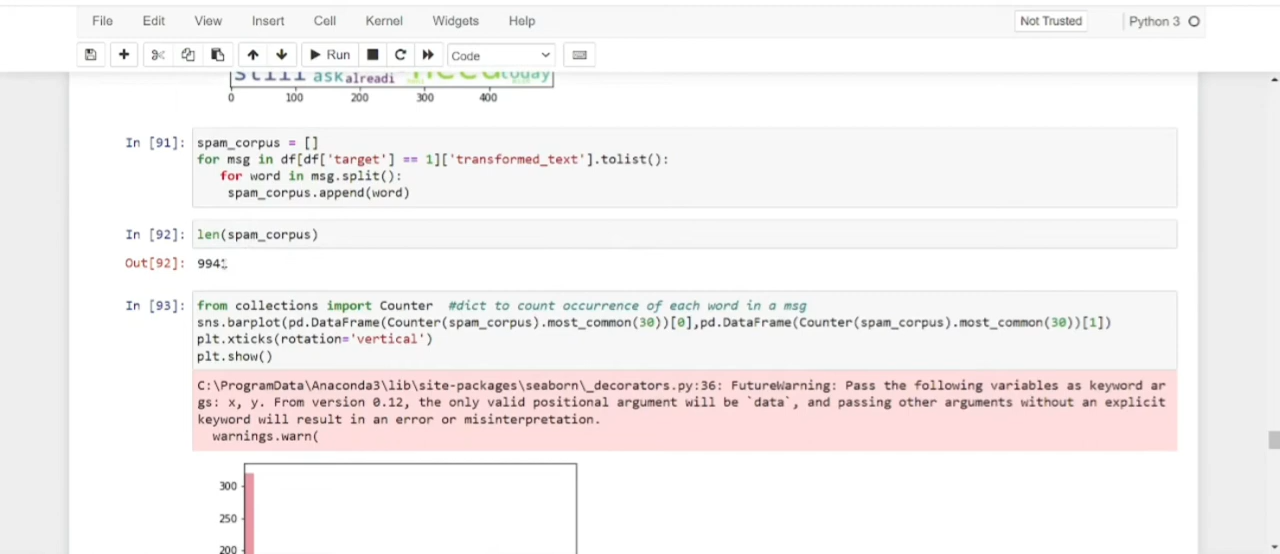 File Edit View Insert Cell Kernel Widgets Help Not Trusted Python 3
Run Code
still ask alreadi need today
0 100 200 300 400
In [91]: spam_corpus = []
for msg in df[df['target'] == 1]['transformed_text'].tolist():
for word in msg.split():
spam_corpus.append(word)
In [92]: len(spam_corpus)
Out[92]:
In [93]: from collections import Counter #dict to count occurrence of each word in a msg
sns.barplot(pd.DataFrame(Counter(spam_corpus).most_common(30))[0],pd.DataFrame(Counter(spam_corpus).most_common(30))[1])
plt.xticks(rotation='vertical')
plt.show()
C:\ProgramData\Anaconda3\lib\site-packages\seaborn\_decorators.py:36: FutureWarning: Pass the following variables as keyword ar
gs: x, y. From version 0.12, the only valid positional argument will be `data`, and passing other arguments without an explicit
keyword will result in an error or misinterpretation.
warnings.warn(
300
250
200